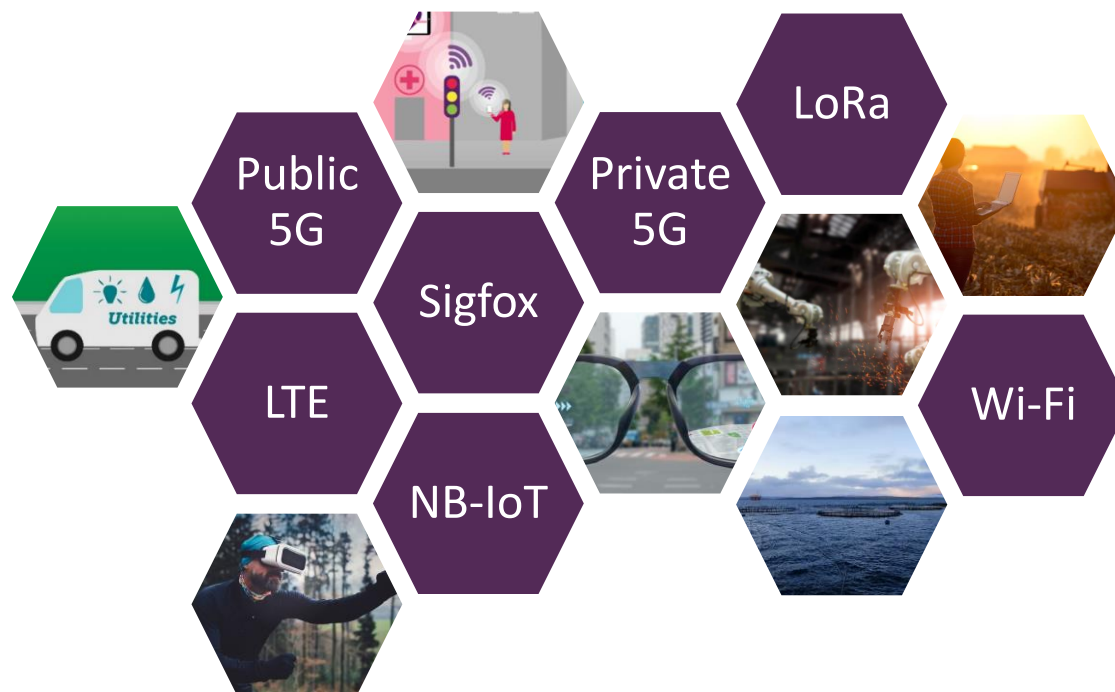 LoRa
Public
5G
Private
5G
Sigfox
Utilities
LTE
Wi-Fi
NB-IoT